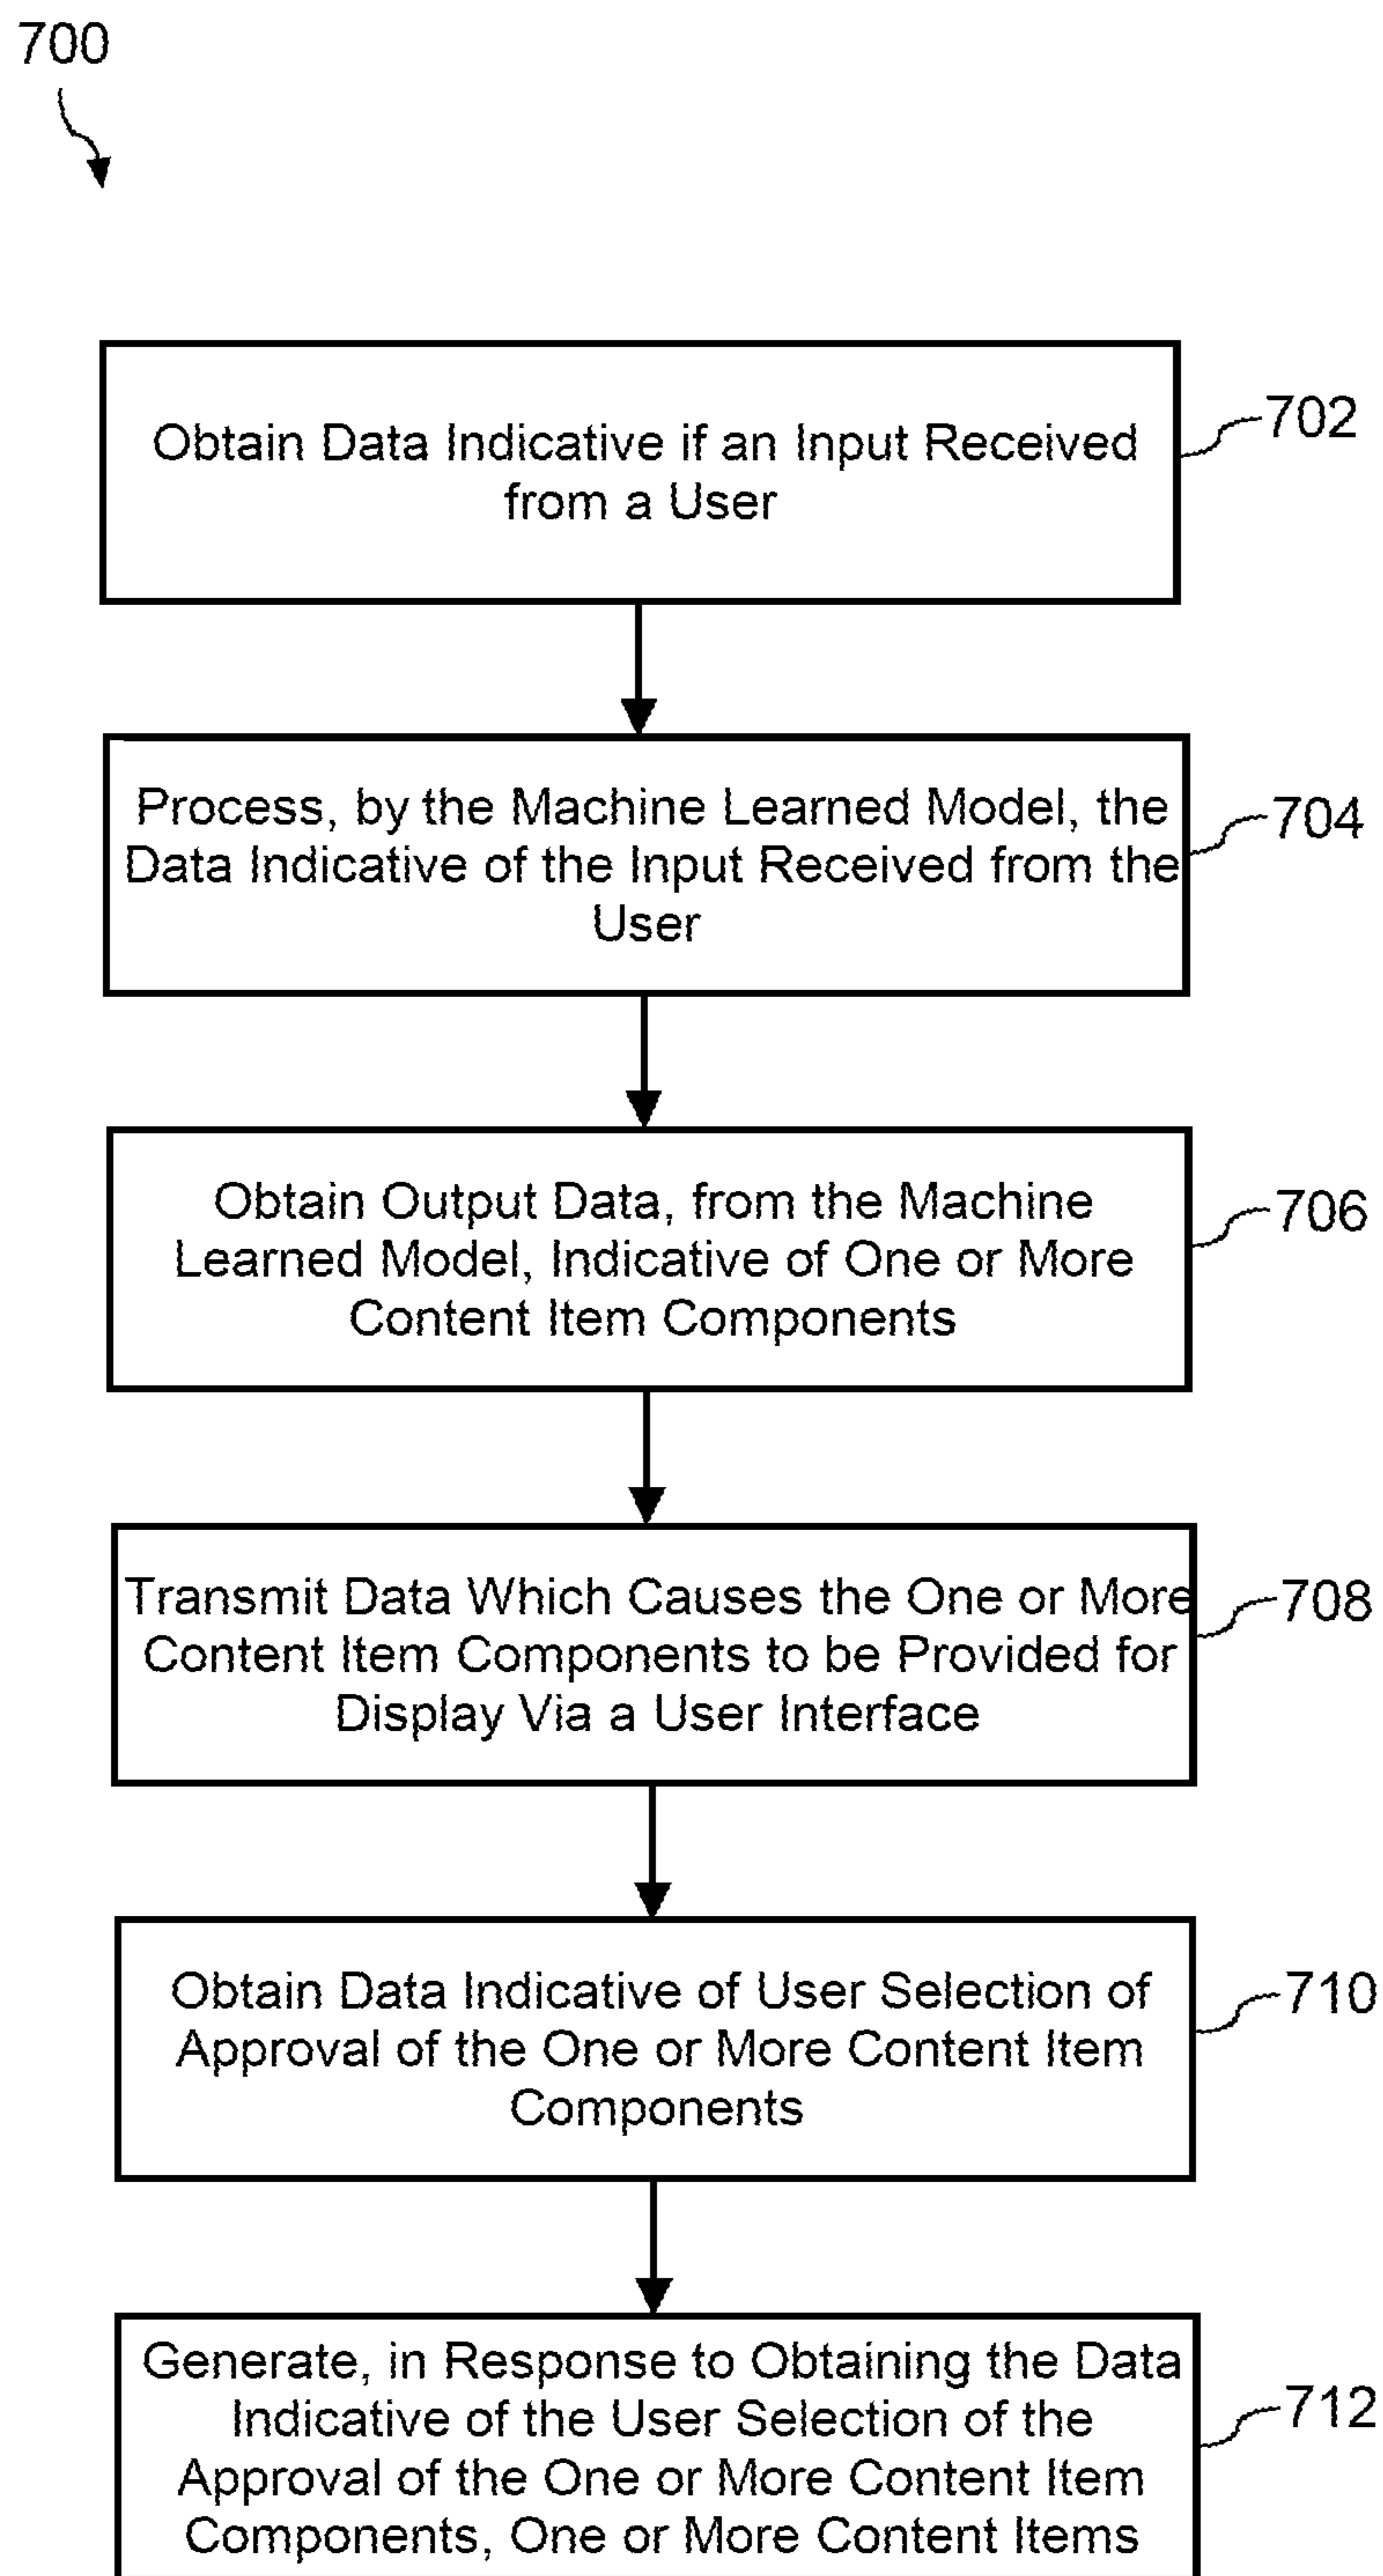 700
Obtain Data Indicative if an Input Received
from a User
702
Process, by the Machine Learned Model, the
Data Indicative of the Input Received from the
User
704
Obtain Output Data, from the Machine
Learned Model, Indicative of One or More
Content Item Components
706
Transmit Data Which Causes the One or More
Content Item Components to be Provided for
Display Via a User Interface
708
Obtain Data Indicative of User Selection of
Approval of the One or More Content Item
Components
710
Generate, in Response to Obtaining the Data
Indicative of the User Selection of the
Approval of the One or More Content Item
Components, One or More Content Items
712